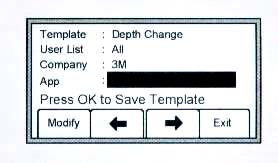 Template : Depth Change
User List : All
Company : 3M
App :
Press OK to Save Template
Modify
Exit